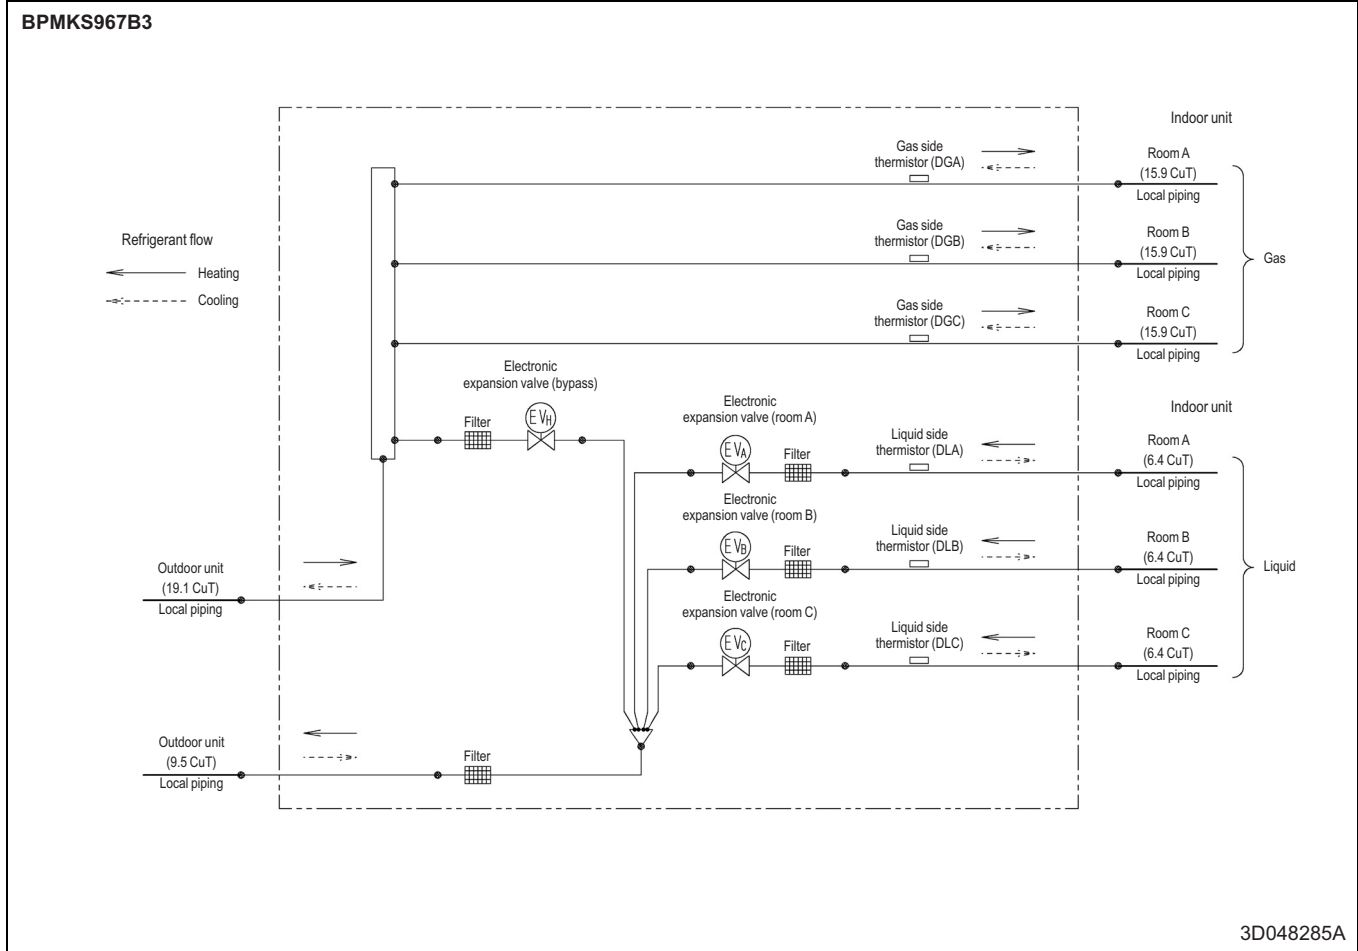 BPMKS967B3
Indoor unit
Gas side
thermistor (DGA)
Room A
(15.9 CuT)
Local piping
Refrigerant flow
Heating
Cooling
Gas side
thermistor (DGB)
Room B
(15.9 CuT)
Local piping
Gas
Gas side
thermistor (DGC)
Room C
(15.9 CuT)
Local piping
Electronic
expansion valve (bypass)
Filter
EVH
Indoor unit
Electronic
expansion valve (room A)
EVA
Filter
Liquid side
thermistor (DLA)
Room A
(6.4 CuT)
Local piping
Electronic
expansion valve (room B)
EVB
Filter
Liquid side
thermistor (DLB)
Room B
(6.4 CuT)
Local piping
Liquid
Outdoor unit
(19.1 CuT)
Local piping
Electronic
expansion valve (room C)
EVC
Filter
Liquid side
thermistor (DLC)
Room C
(6.4 CuT)
Local piping
Outdoor unit
(9.5 CuT)
Local piping
Filter
3D048285A